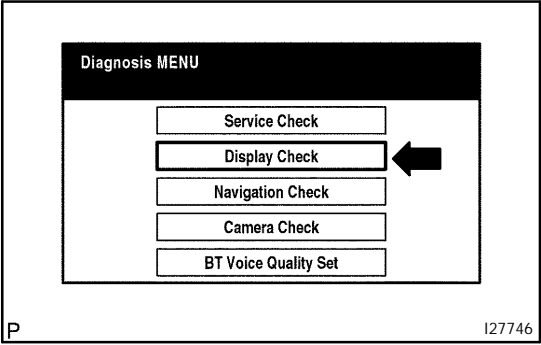 Diagnosis MENU
Service Check
Display Check
Navigation Check
Camera Check
BT Voice Quality Set
P
I27746